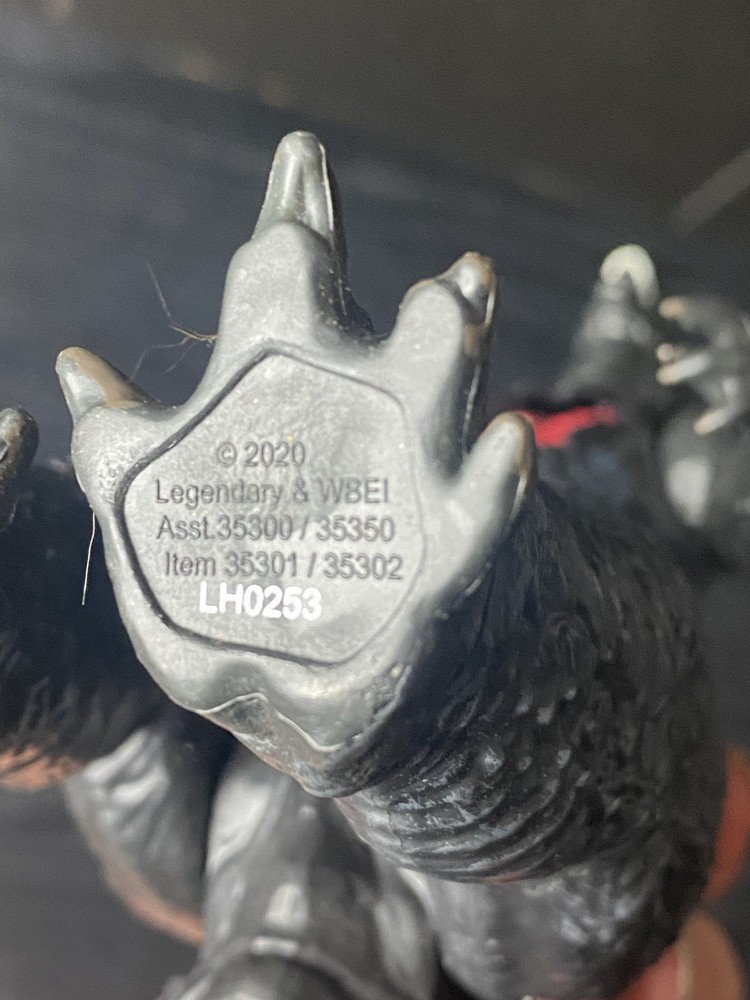 © 2020
Legendary & WBEI
Asst.35300 / 35350
Item 35301 / 35302
LH0253